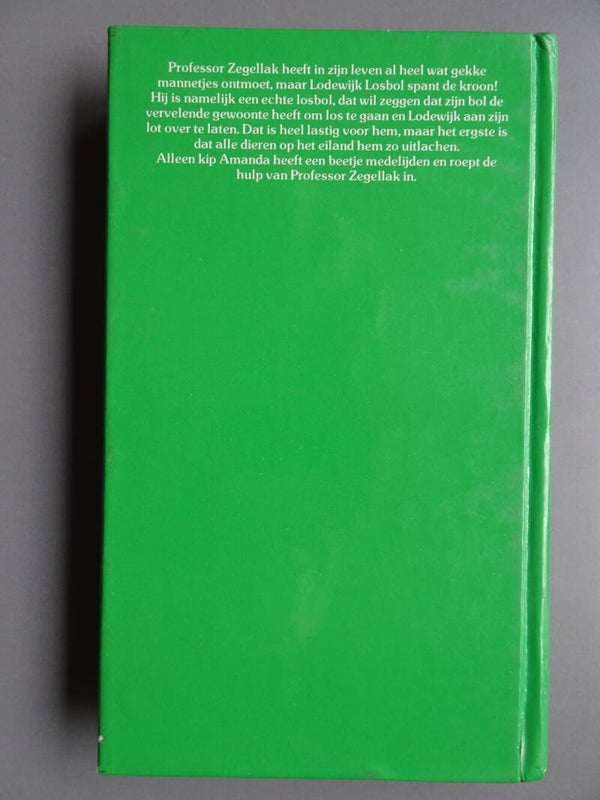 Professor Zegellak heeft in zijn leven al heel wat gekke
mannetjes ontmoet, maar Lodewijk Losbol spant de kroon!
Hij is namelijk een echte losbol, dat wil zeggen dat zijn bol de
vervelende gewoonte heeft om los te gaan en Lodewijk aan zijn
lot over te laten. Dat is heel lastig voor hem, maar het ergste is
dat alle dieren op het eiland hem zo uitlachen.
Alleen kip Amanda heeft een beetje medelijden en roept de
hulp van Professor Zegellak in.